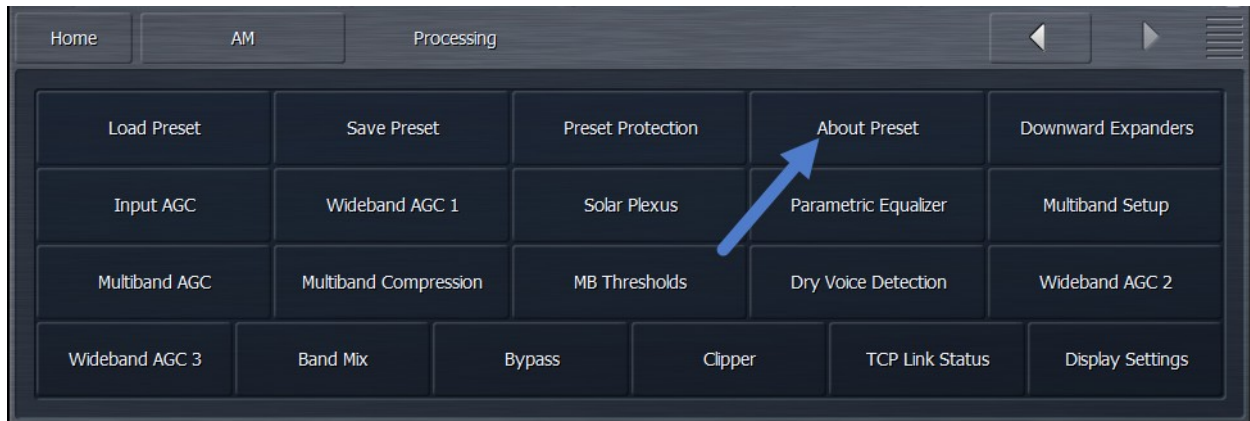 Home AM Processing
Load Preset Save Preset Preset Protection About Preset Downward Expanders
Input AGC Wideband AGC 1 Solar Plexus Parametric Equalizer Multiband Setup
Multiband AGC Multiband Compression MB Thresholds Dry Voice Detection Wideband AGC 2
Wideband AGC 3 Band Mix Bypass Clipper TCP Link Status Display Settings